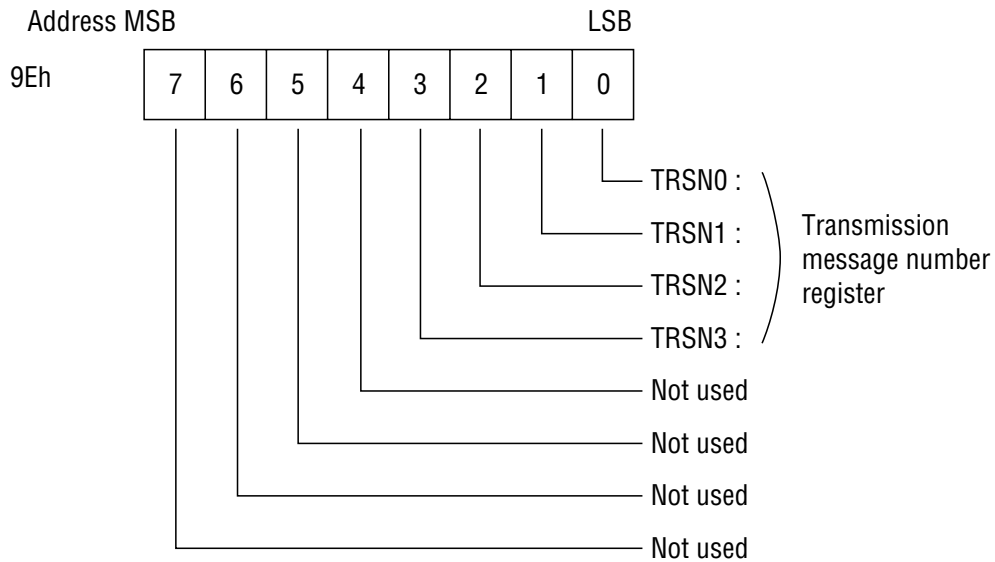 Address MSB LSB
9Eh 7 6 5 4 3 2 1 0
TRSN0 :
TRSN1 :
TRSN2 :
TRSN3 :
Transmission
message number
register
Not used
Not used
Not used
Not used